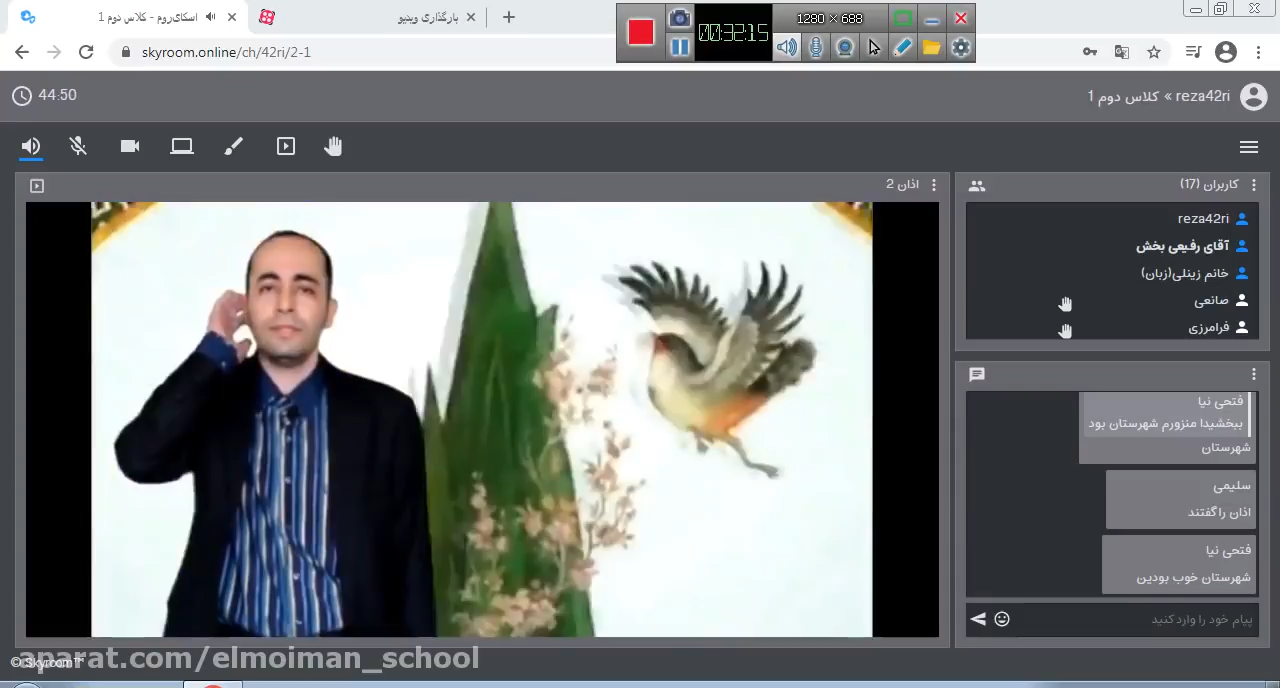 اسکای‌روم - کلاس دوم 1
بارگذاری ویدیو
skyroom.online/ch/42ri/2-1
00:32:15
1280 × 688
44:50
reza42ri » کلاس دوم 1
اذان 2
کاربران (17)
reza42ri
آقای رفیعی بخش
خانم زینلی(زبان)
صانعی
فرامرزی
فتحی نیا
ببخشیدا منزورم شهرستان بود
شهرستان
سلیمی
اذان را گفتند
فتحی نیا
شهرستان خوب بودین
پیام خود را وارد کنید
© Skyroom™
aparat.com/elmoiman_school